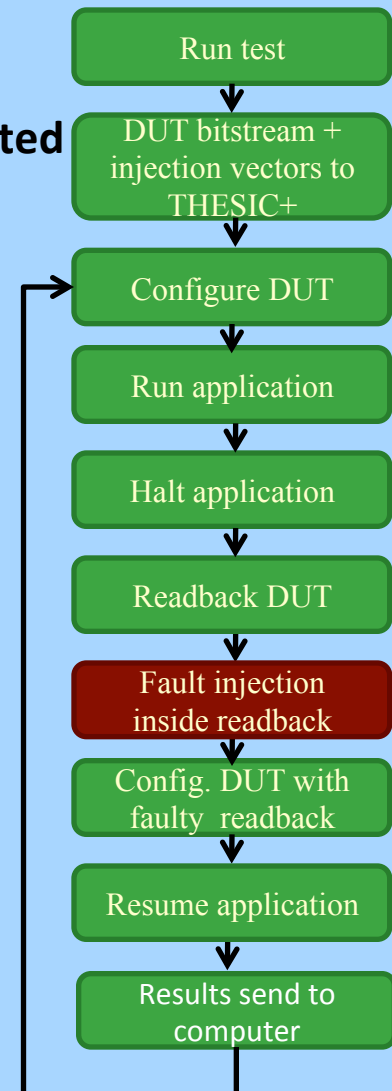 Run test
ted
DUT bitstream +
injection vectors to
THESIC+
Configure DUT
Run application
Halt application
Readback DUT
Fault injection
inside readback
Config. DUT with
faulty readback
Resume application
Results send to
computer